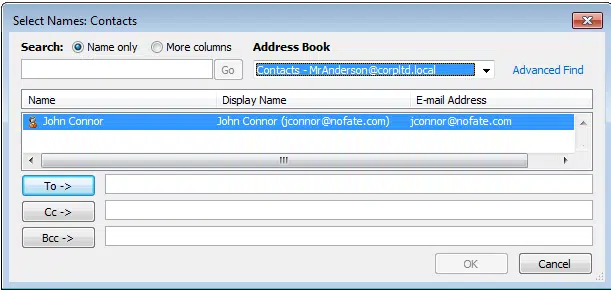 Select Names: Contacts
Search: Name only More columns Address Book
Go Contacts - MrAnderson@corpltd.local Advanced Find
Name Display Name E-mail Address
John Connor John Connor (jconnor@nofate.com) jconnor@nofate.com
To ->
Cc ->
Bcc ->
OK Cancel